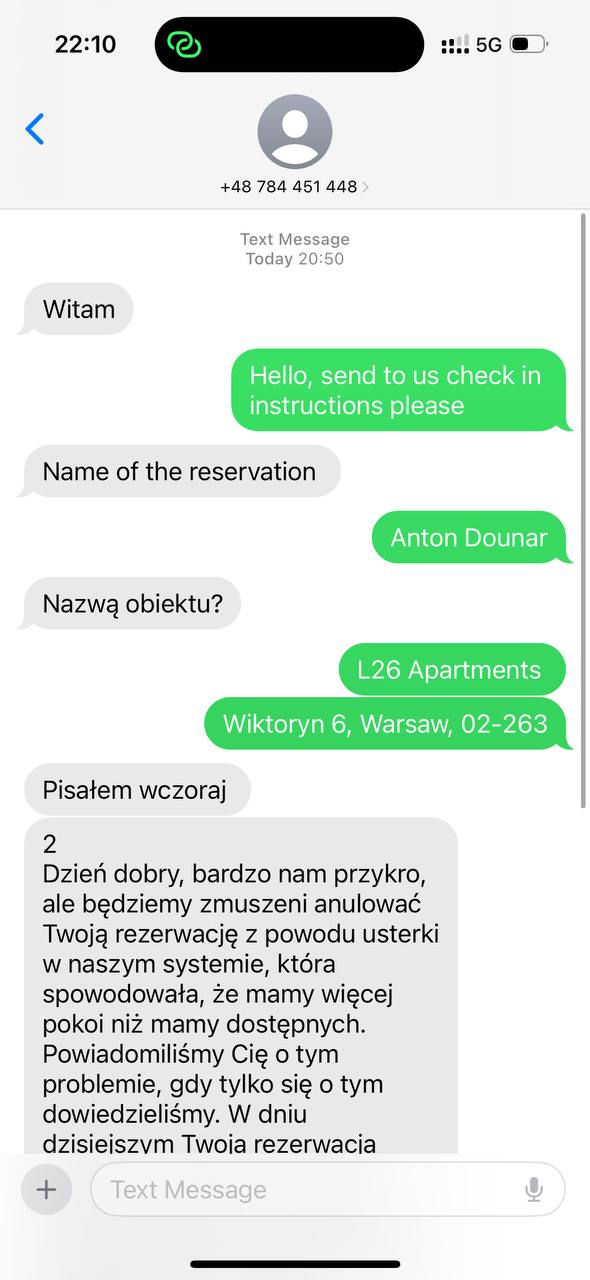 22:10
5G
+48 784 451 448
Text Message
Today 20:50
Witam
Hello, send to us check in
instructions please
Name of the reservation
Anton Dounar
Nazwą obiektu?
L26 Apartments
Wiktoryn 6, Warsaw, 02-263
Pisałem wczoraj
2
Dzień dobry, bardzo nam przykro,
ale będziemy zmuszeni anulować
Twoją rezerwację z powodu usterki
w naszym systemie, która
spowodowała, że mamy więcej
pokoi niż mamy dostępnych.
Powiadomiliśmy Cię o tym
problemie, gdy tylko się o tym
dowiedzieliśmy. W dniu
dzisiejszym Twoja rezerwacja
Text Message